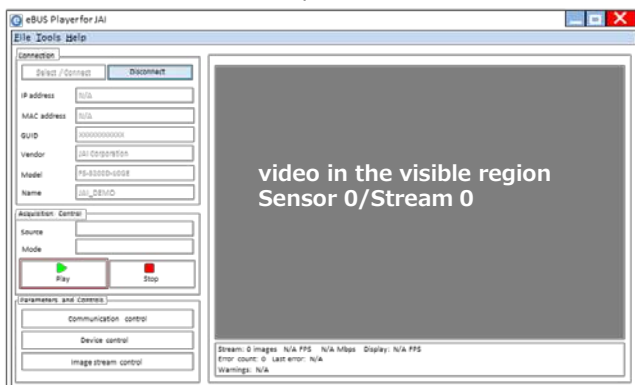 eBUS Player for JAI
File Tools Help
Connection
Select / Connect
Disconnect
IP address N/A
MAC address N/A
GUID XXXXXXXXXXX
Vendor JAI Corporation
Model
Name JAI_DEMO
Acquisition Control
Source
Mode
Play
Stop
Parameters and Controls
Communication control
Device control
Image stream control
video in the visible region
Sensor 0/Stream 0
Stream: 0 images N/A FPS N/A Mbps Display: N/A FPS
Error count: 0 Last error: N/A
Warnings: N/A